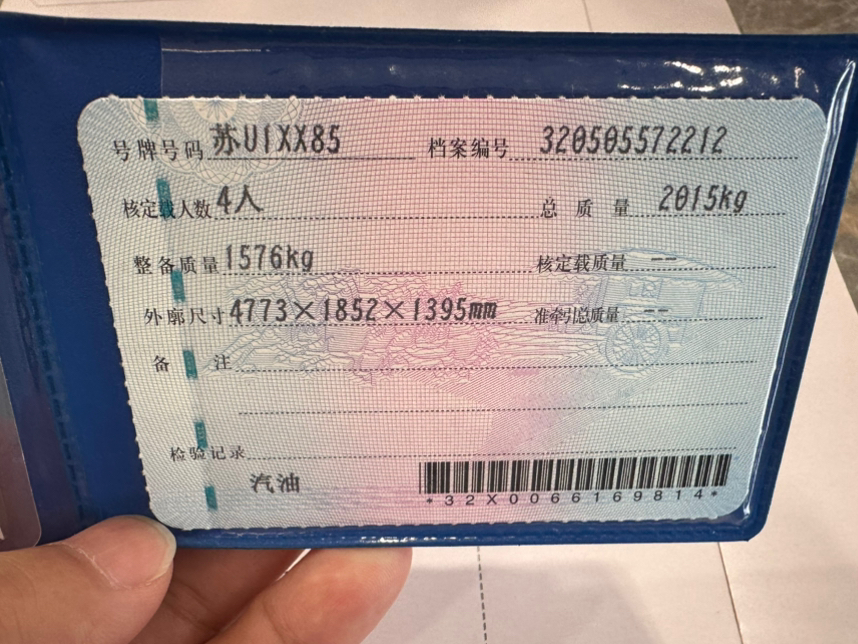 号牌号码 苏U1XX85 档案编号 320505572212
核定载人数 4人 总质量 2015kg
整备质量 1576kg 核定载质量 --
外廓尺寸 4773×1852×1395mm 准牵引总质量 --
备注
检验记录
汽油
*32X0066169814*